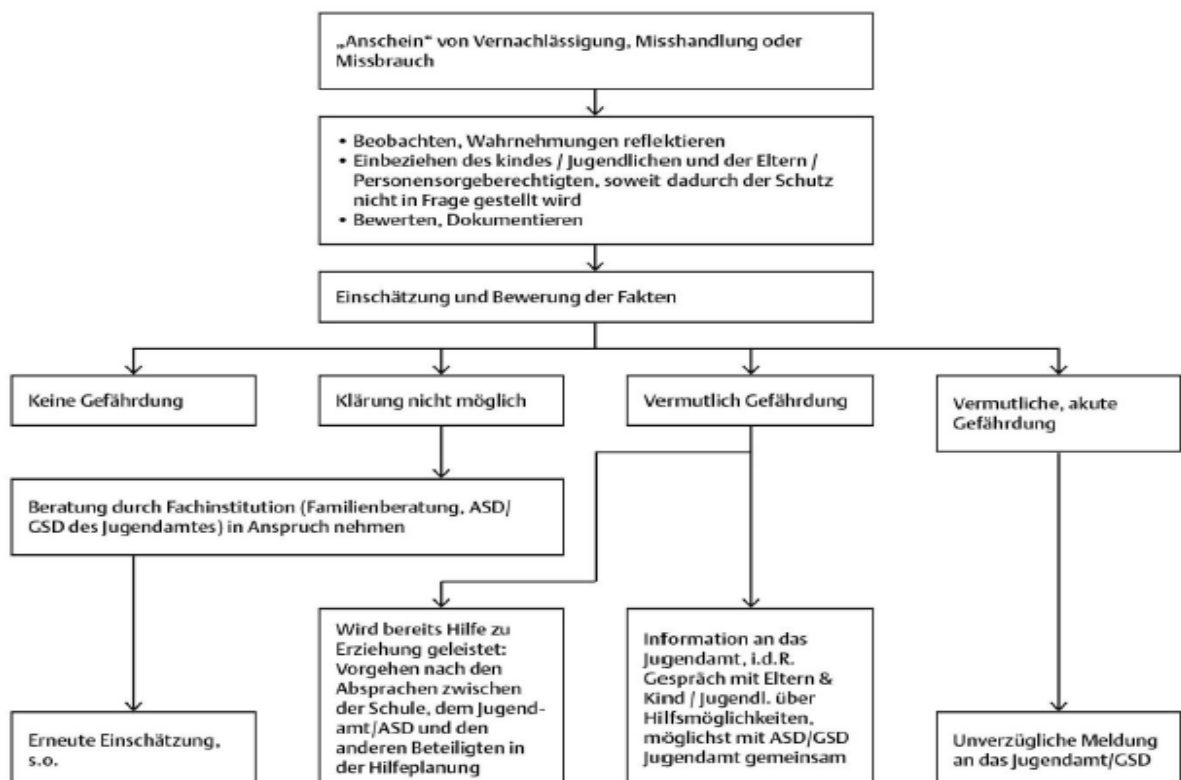 „Anschein“ von Vernachlässigung, Misshandlung oder
Missbrauch
• Beobachten, Wahrnehmungen reflektieren
• Einbeziehen des kindes / Jugendlichen und der Eltern /
Personensorgeberechtigten, soweit dadurch der Schutz
nicht in Frage gestellt wird
• Bewerten, Dokumentieren
Einschätzung und Bewerung der Fakten
Keine Gefährdung
Klärung nicht möglich
Vermutlich Gefährdung
Vermutliche, akute
Gefährdung
Beratung durch Fachinstitution (Familienberatung, ASD/
GSD des Jugendamtes) in Anspruch nehmen
Erneute Einschätzung,
s.o.
Wird bereits Hilfe zu
Erziehung geleistet:
Vorgehen nach den
Absprachen zwischen
der Schule, dem Jugend-
amt/ASD und den
anderen Beteiligten in
der Hilfeplanung
Information an das
Jugendamt, i.d.R.
Gespräch mit Eltern &
Kind / Jugendl. über
Hilfsmöglichkeiten,
möglichst mit ASD/GSD
Jugendamt gemeinsam
Unverzügliche Meldung
an das Jugendamt/GSD